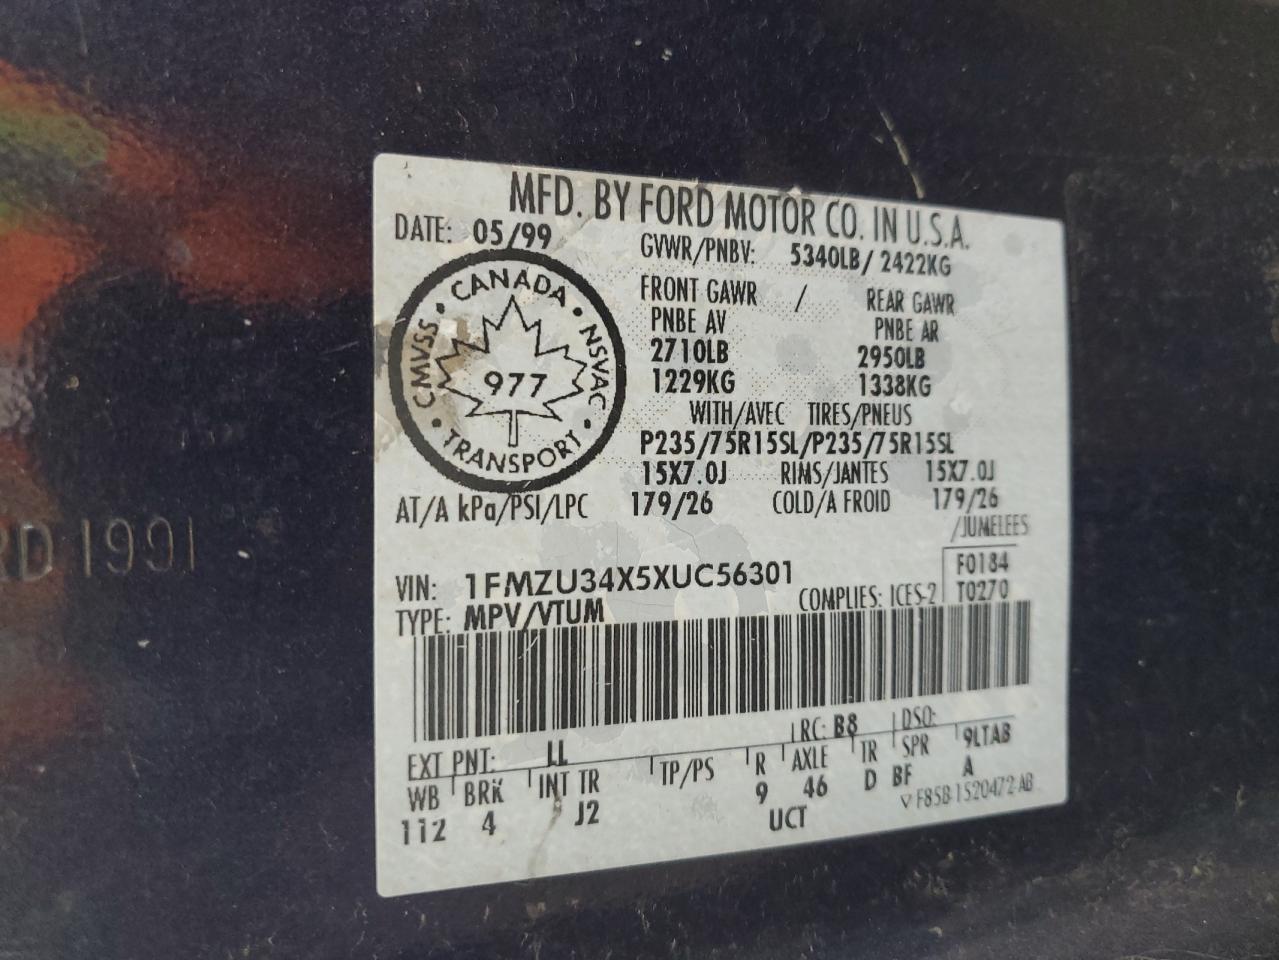 MFD. BY FORD MOTOR CO. IN U.S.A.
DATE: 05/99
GVWR/PNBV: 5340LB/ 2422KG
CANADA
CMVSS
NSVAC
977
TRANSPORT
FRONT GAWR / REAR GAWR
PNBE AV PNBE AR
2710LB 2950LB
1229KG 1338KG
WITH/AVEC TIRES/PNEUS
P235/75R15SL/P235/75R15SL
15X7.0J RIMS/JANTES 15X7.0J
AT/A kPa/PSI/LPC 179/26 COLD/A FROID 179/26
/JUMELEES
VIN: 1FMZU34X5XUC56301 F0184
TYPE: MPV/VTUM COMPLIES: ICES-2 T0270
EXT PNT: LL RC: B8 DSO:
WB BRK INT TR TP/PS R AXLE TR SPR 9LTAB
112 4 J2 9 46 D BF A
UCT F85B 1520472 AB
RD 1991